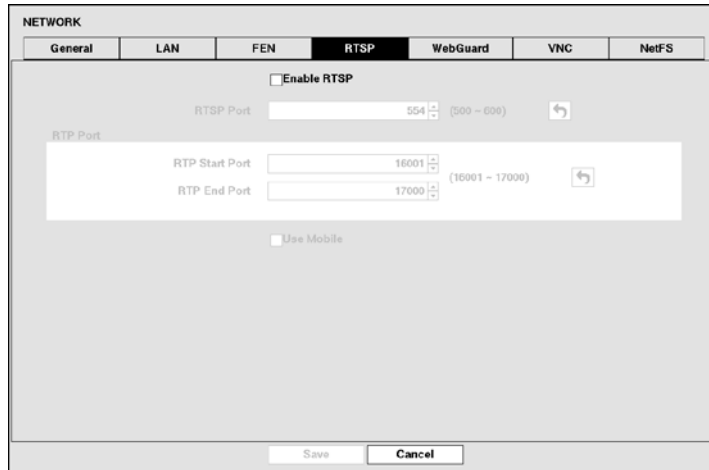 NETWORK
General LAN FEN RTSP WebGuard VNC NetFS
Enable RTSP
RTSP Port 554 (500 ~ 600)
RTP Port
RTP Start Port 16001
(16001 ~ 17000)
RTP End Port 17000
Use Mobile
Save Cancel